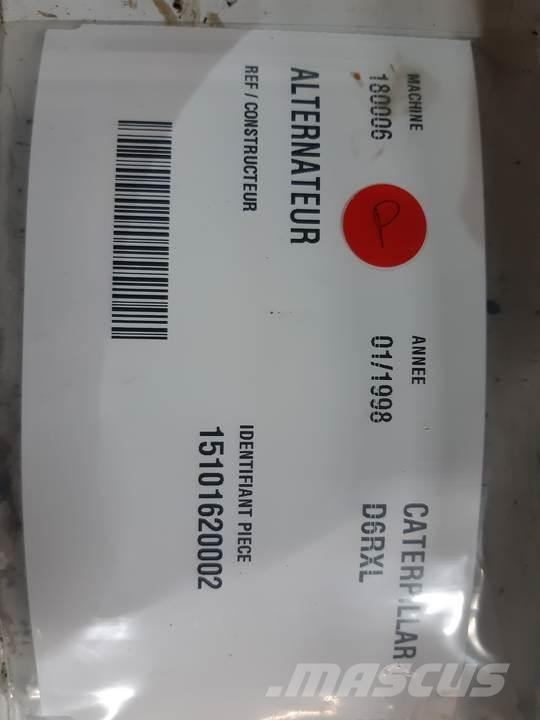 MACHINE ANNEE CATERPILLAR
180006 01/1998 D6RXL
ALTERNATEUR
REF / CONSTRUCTEUR IDENTIFIANT PIECE
15101620002
MASCUS